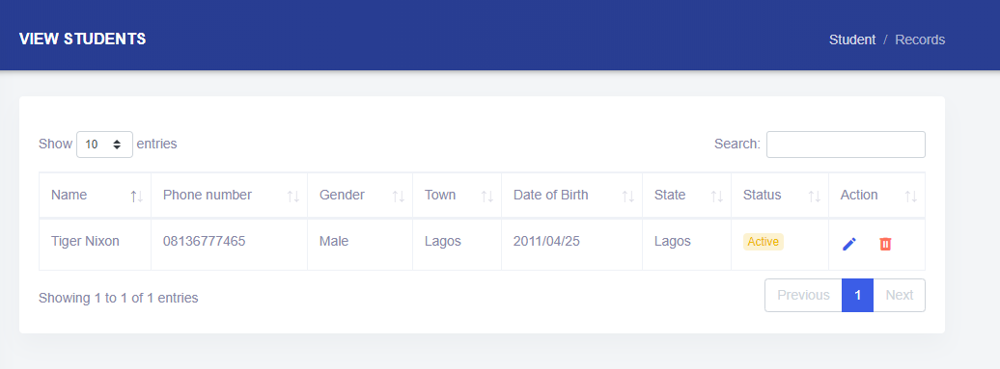 VIEW STUDENTS
Student / Records
Show 10 entries
Search:
Name Phone number Gender Town Date of Birth State Status Action
Tiger Nixon 08136777465 Male Lagos 2011/04/25 Lagos Active
Showing 1 to 1 of 1 entries
Previous 1 Next